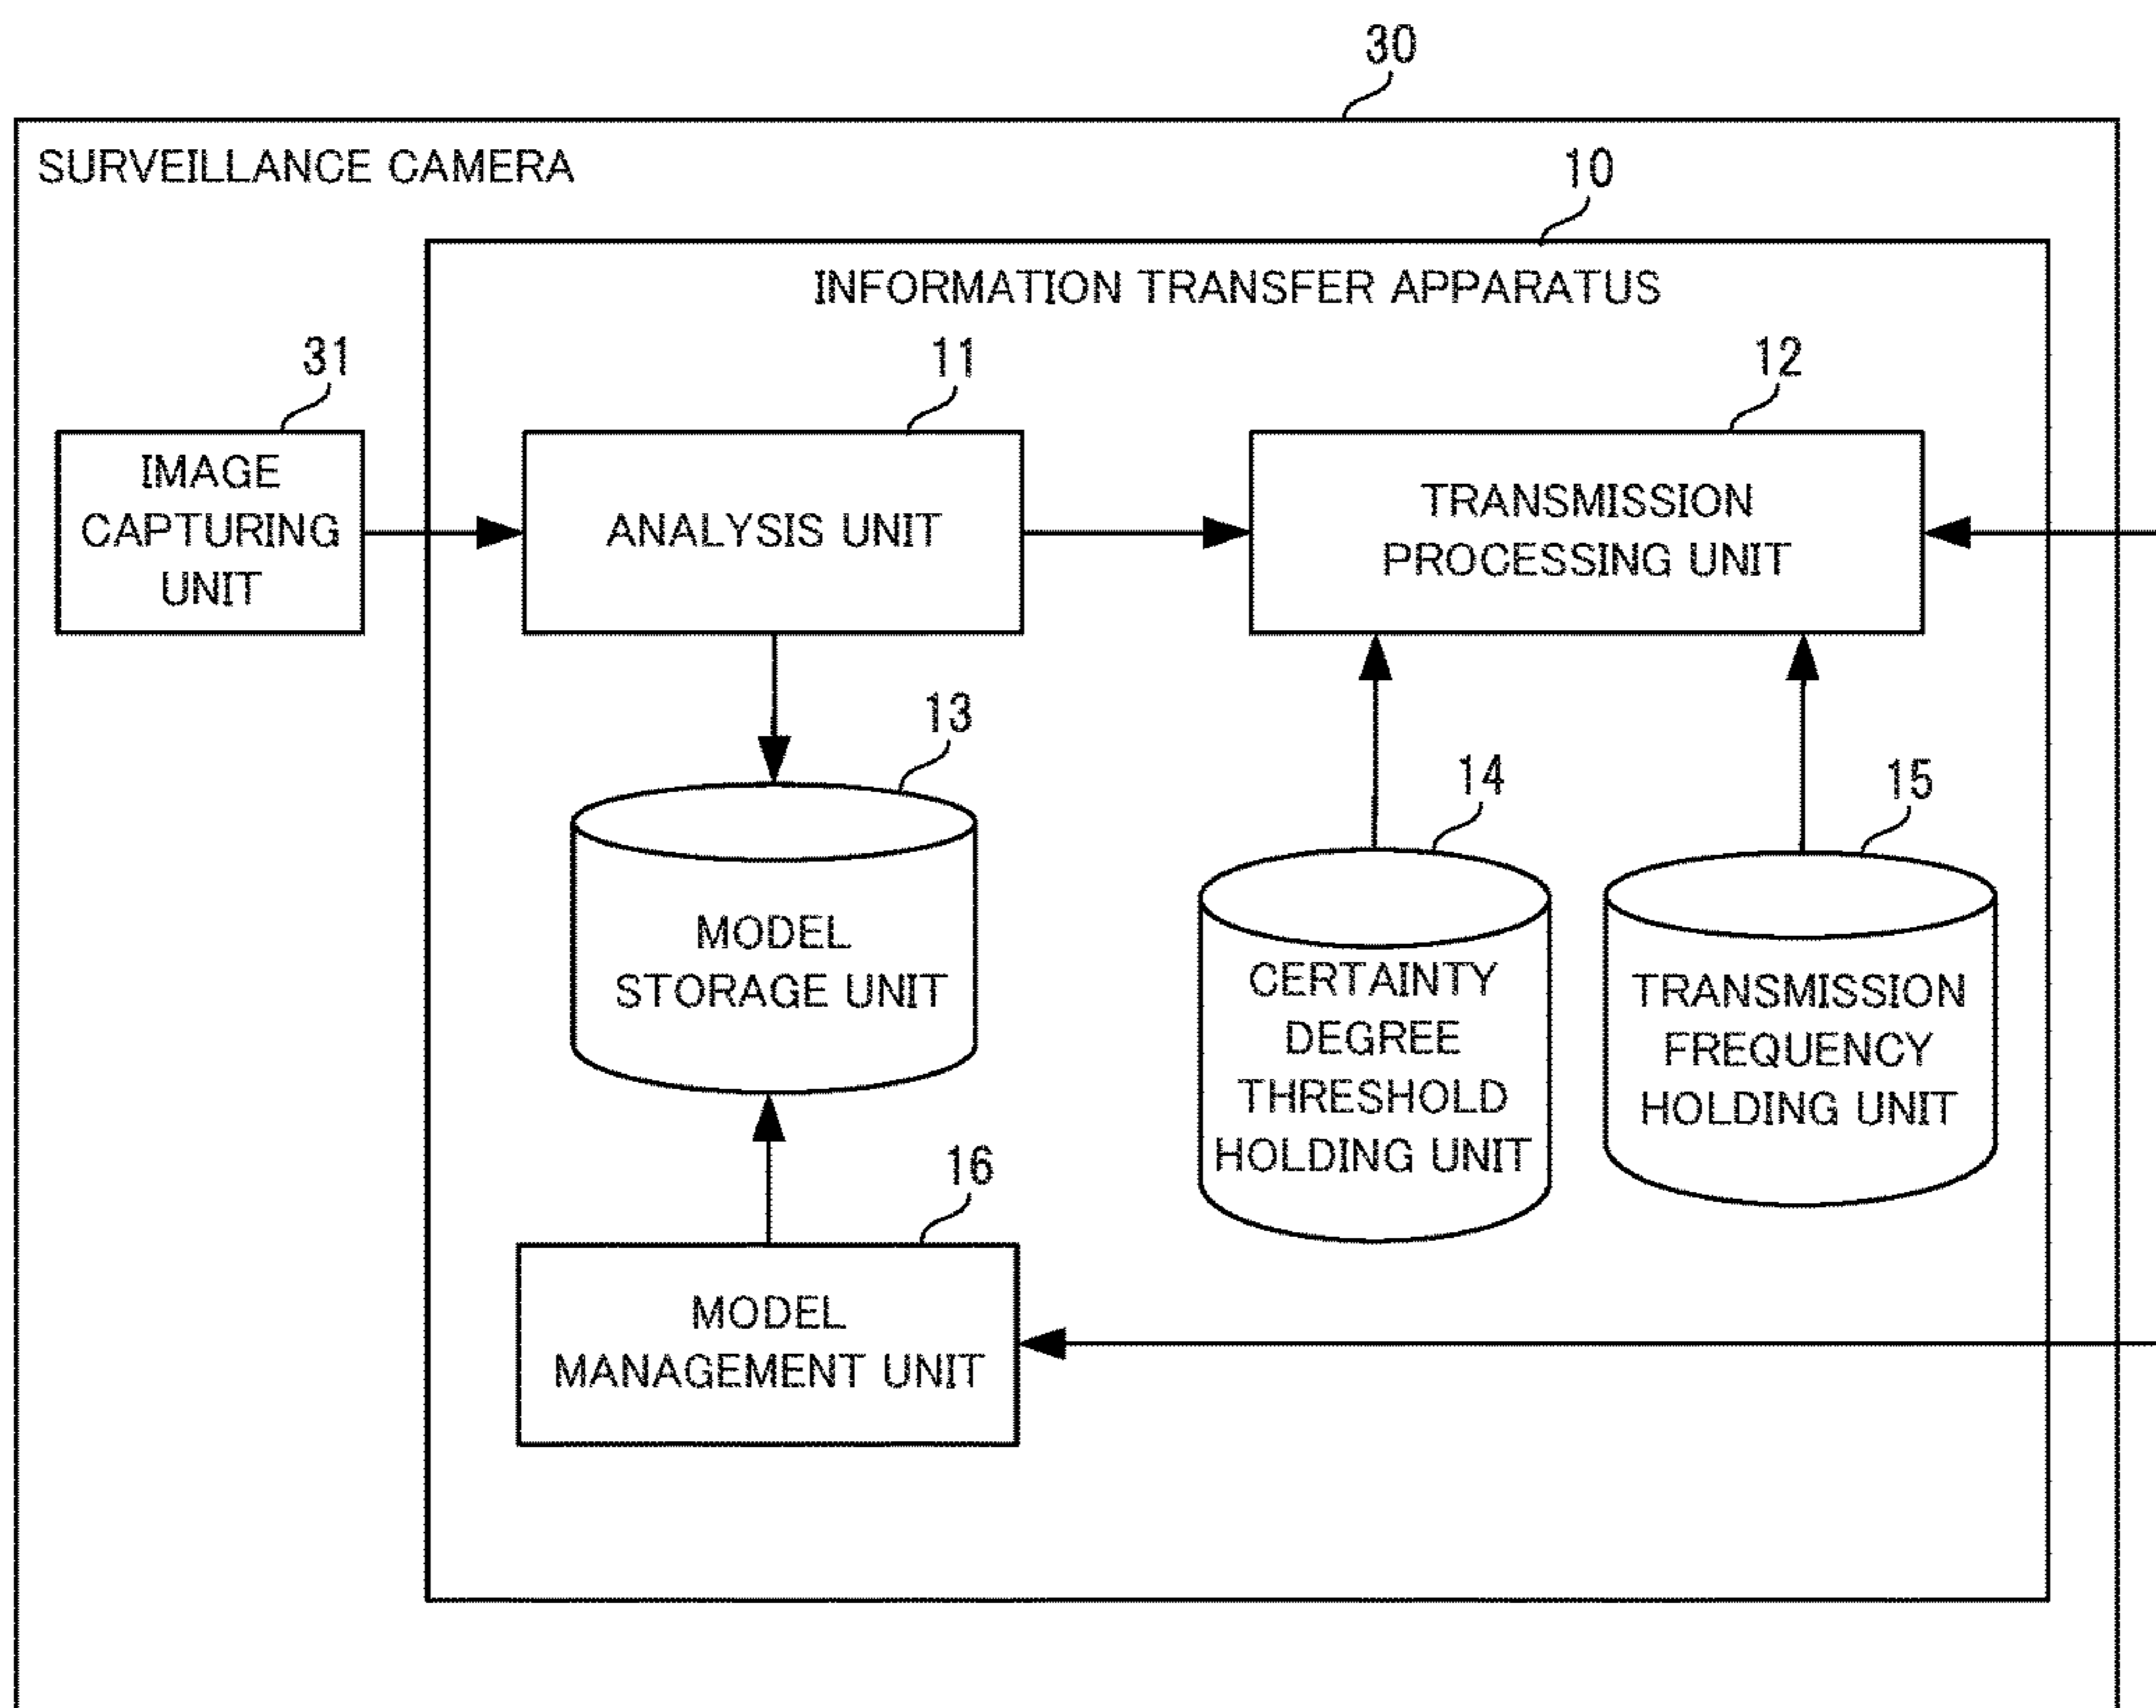 30
SURVEILLANCE CAMERA
10
INFORMATION TRANSFER APPARATUS
31
11
12
IMAGE
CAPTURING
UNIT
ANALYSIS UNIT
TRANSMISSION
PROCESSING UNIT
13
14
15
MODEL
STORAGE UNIT
CERTAINTY
DEGREE
THRESHOLD
HOLDING UNIT
TRANSMISSION
FREQUENCY
HOLDING UNIT
16
MODEL
MANAGEMENT UNIT